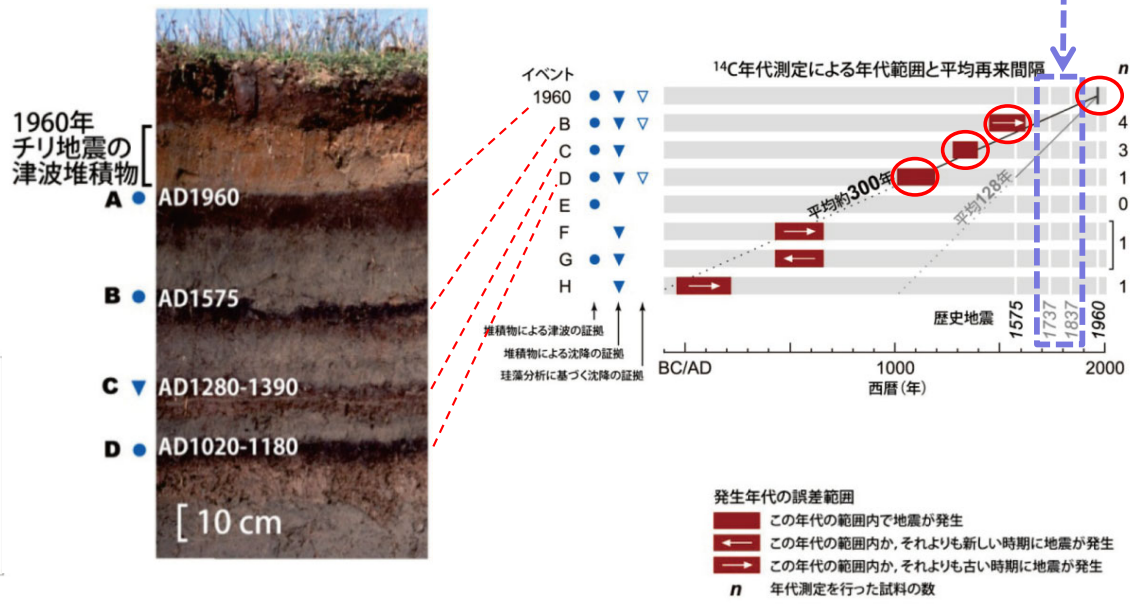 1960年
チリ地震の
津波堆積物
A ● AD1960
B ● AD1575
C ▼ AD1280-1390
D ● AD1020-1180
[ 10 cm
イベント
14C年代測定による年代範囲と平均再来間隔
n
1960 ● ▼ ▽
B ● ▼ ▽ → 4
C ● ▼ 3
D ● ▼ ▽ 1
E ● 0
F ▼ →
G ● ▼ ← 1
H ▼ → 1
平均約300年
平均128年
堆積物による津波の証拠
堆積物による沈降の証拠
珪藻分析に基づく沈降の証拠
歴史地震
1575
1737
1837
1960
BC/AD
1000
2000
西暦(年)
発生年代の誤差範囲
この年代の範囲内で地震が発生
← この年代の範囲内か,それよりも新しい時期に地震が発生
→ この年代の範囲内か,それよりも古い時期に地震が発生
n 年代測定を行った試料の数